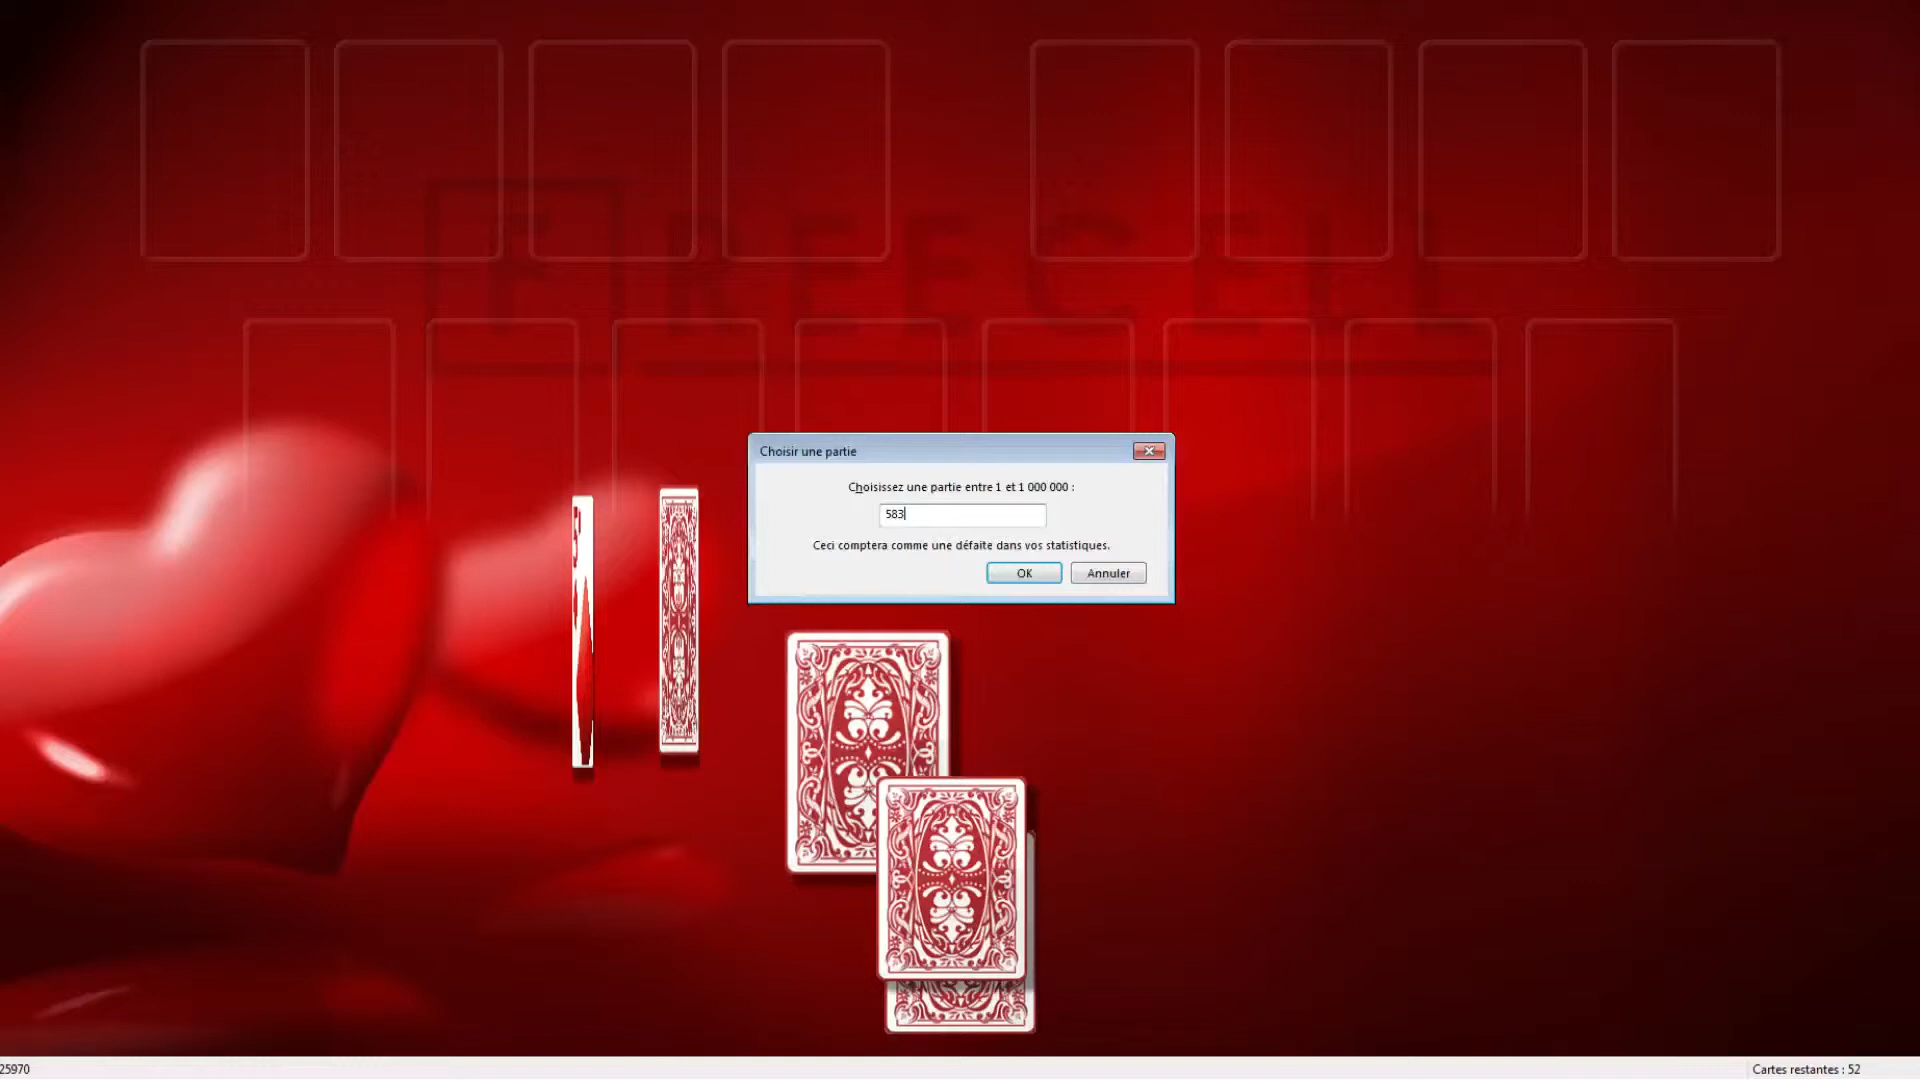 FREECELL
Choisir une partie
Choisissez une partie entre 1 et 1 000 000 :
583
Ceci comptera comme une défaite dans vos statistiques.
OK
Annuler
25970
Cartes restantes : 52